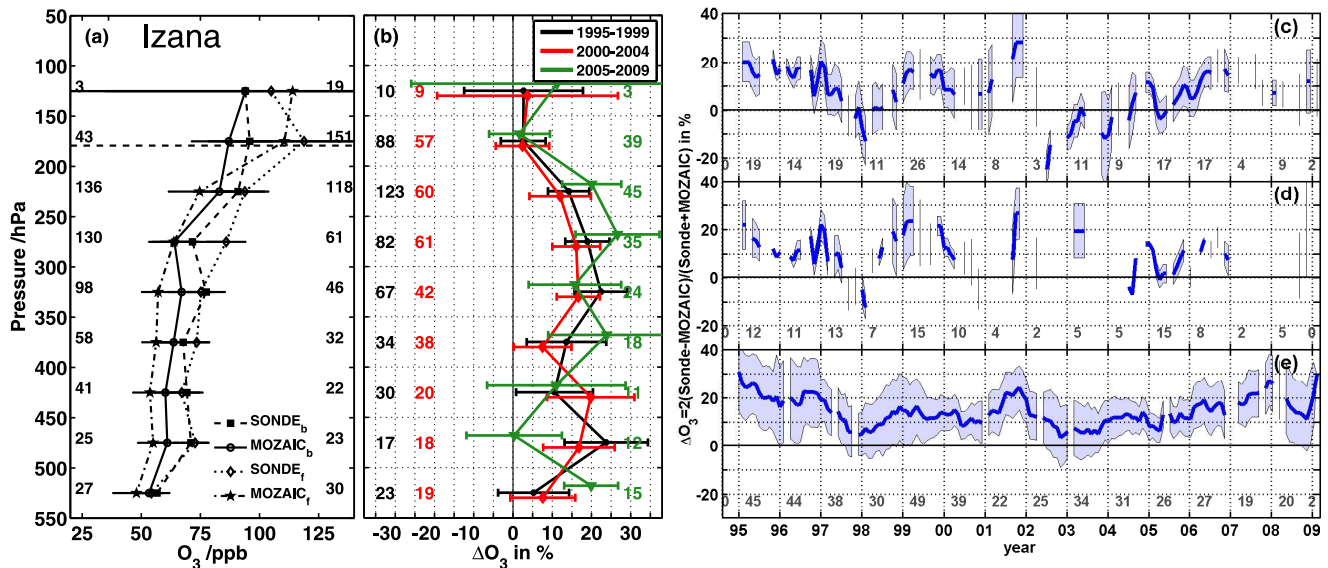 (a) Izana
50
100
150
200
250
300
350
400
450
500
550
Pressure /hPa
3 19
43 151
136 118
130 61
98 46
58 32
41 22
25 23
27 30
SONDEb
MOZAICb
SONDEf
MOZAICf
25 50 75 100 125
O3 /ppb
(b)
1995-1999
2000-2004
2005-2009
10 9 3
88 57 39
123 60 45
82 61 35
67 42 24
34 38 18
30 20 11
17 18 12
23 19 15
-30 -20 -10 0 10 20 30
ΔO3 in %
ΔO3=2(Sonde-MOZAIC)/(Sonde+MOZAIC) in %
(c)
40
20
0
-20
0 19 14 19 11 26 14 8 3 11 9 17 17 4 9 2
(d)
40
20
0
-20
0 12 11 13 7 15 10 4 2 5 5 15 8 2 5 0
(e)
40
20
0
-20
0 45 44 38 30 49 39 22 25 34 31 26 27 19 20 2
95 96 97 98 99 00 01 02 03 04 05 06 07 08 09
year